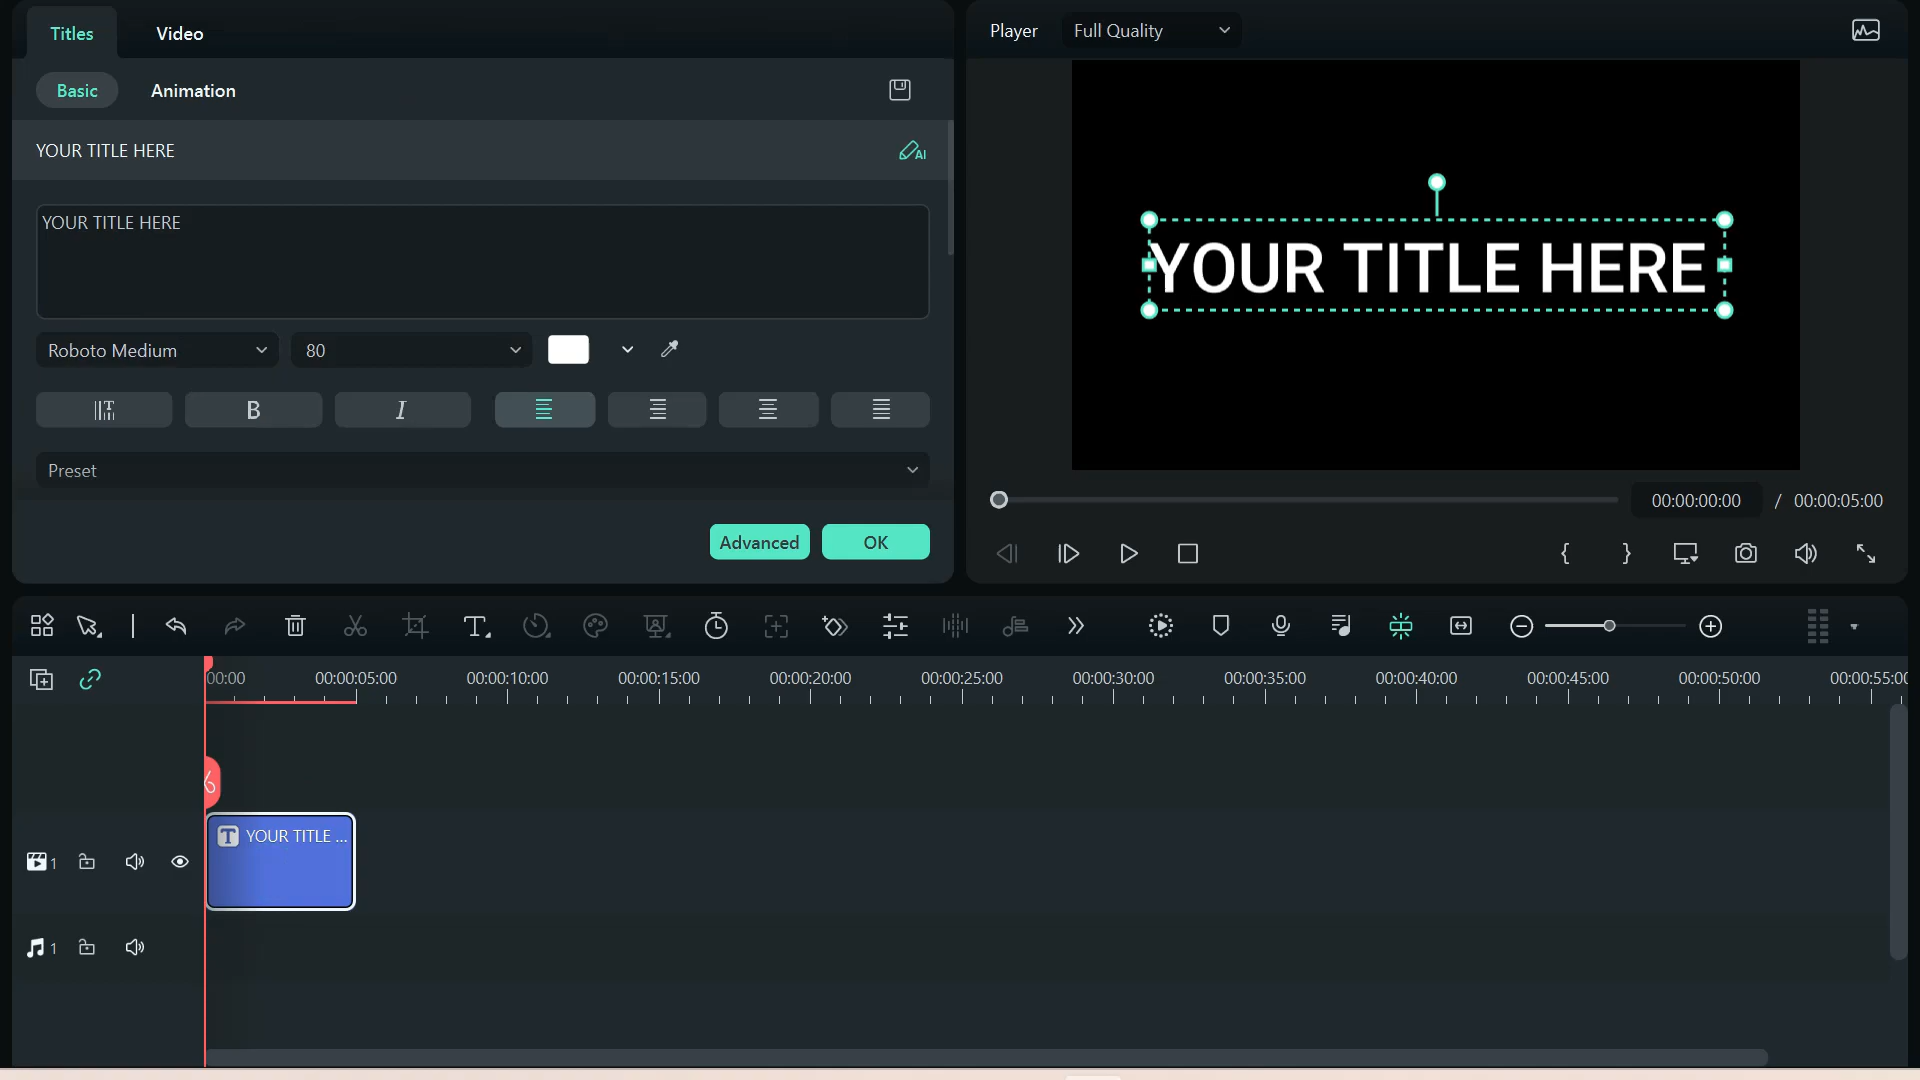 Titles
Video
Player
Full Quality
Basic
Animation
YOUR TITLE HERE
AI
YOUR TITLE HERE
YOUR TITLE HERE
Roboto Medium
80
B
I
Preset
00:00:00:00 / 00:00:05:00
Advanced
OK
00:00
00:00:05:00
00:00:10:00
00:00:15:00
00:00:20:00
00:00:25:00
00:00:30:00
00:00:35:00
00:00:40:00
00:00:45:00
00:00:50:00
00:00:55:00
T YOUR TITLE ...
1
1